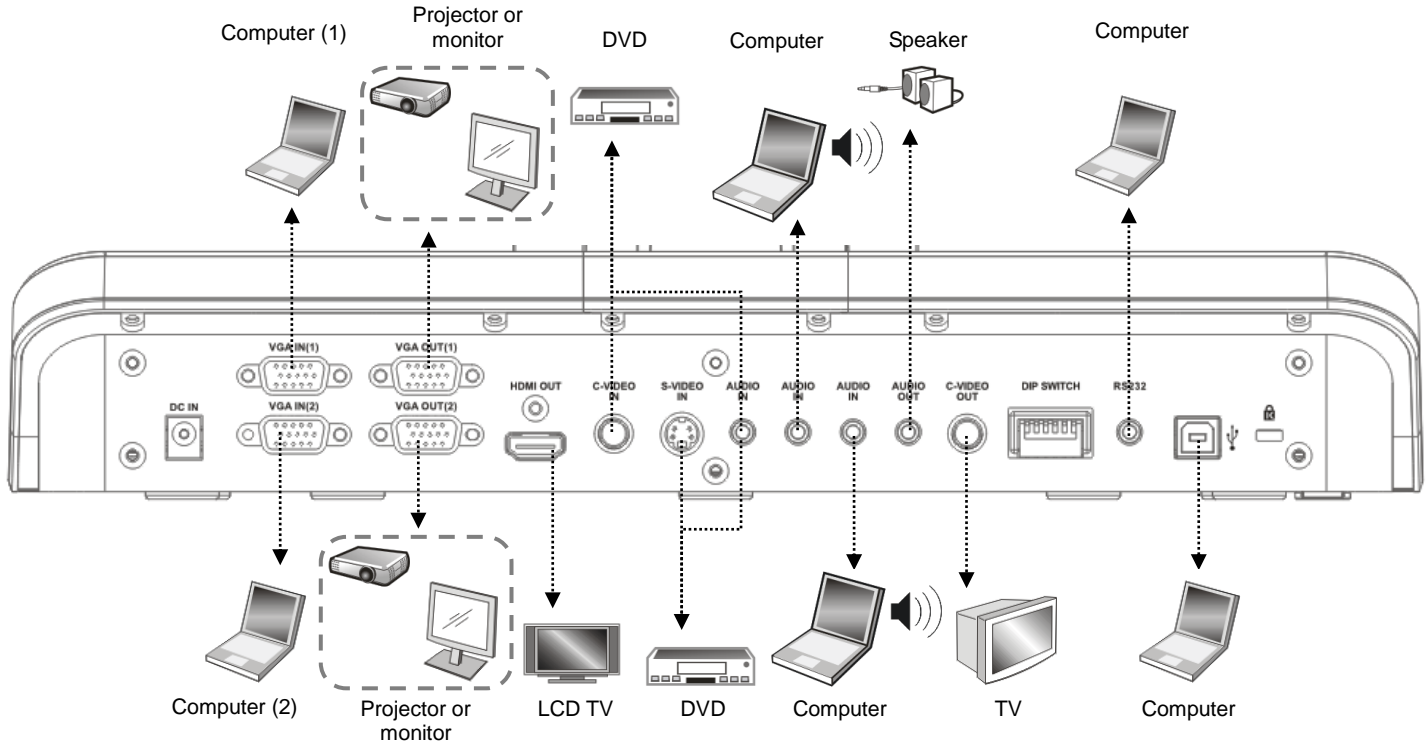 Computer (1)
Projector or
monitor
DVD
Computer
Speaker
Computer
VGA IN(1)
VGA OUT(1)
HDMI OUT
C-VIDEO
IN
S-VIDEO
IN
AUDIO
IN
AUDIO
IN
AUDIO
IN
AUDIO
OUT
C-VIDEO
OUT
DIP SWITCH
RS232
DC IN
VGA IN(2)
VGA OUT(2)
Computer (2)
Projector or
monitor
LCD TV
DVD
Computer
TV
Computer